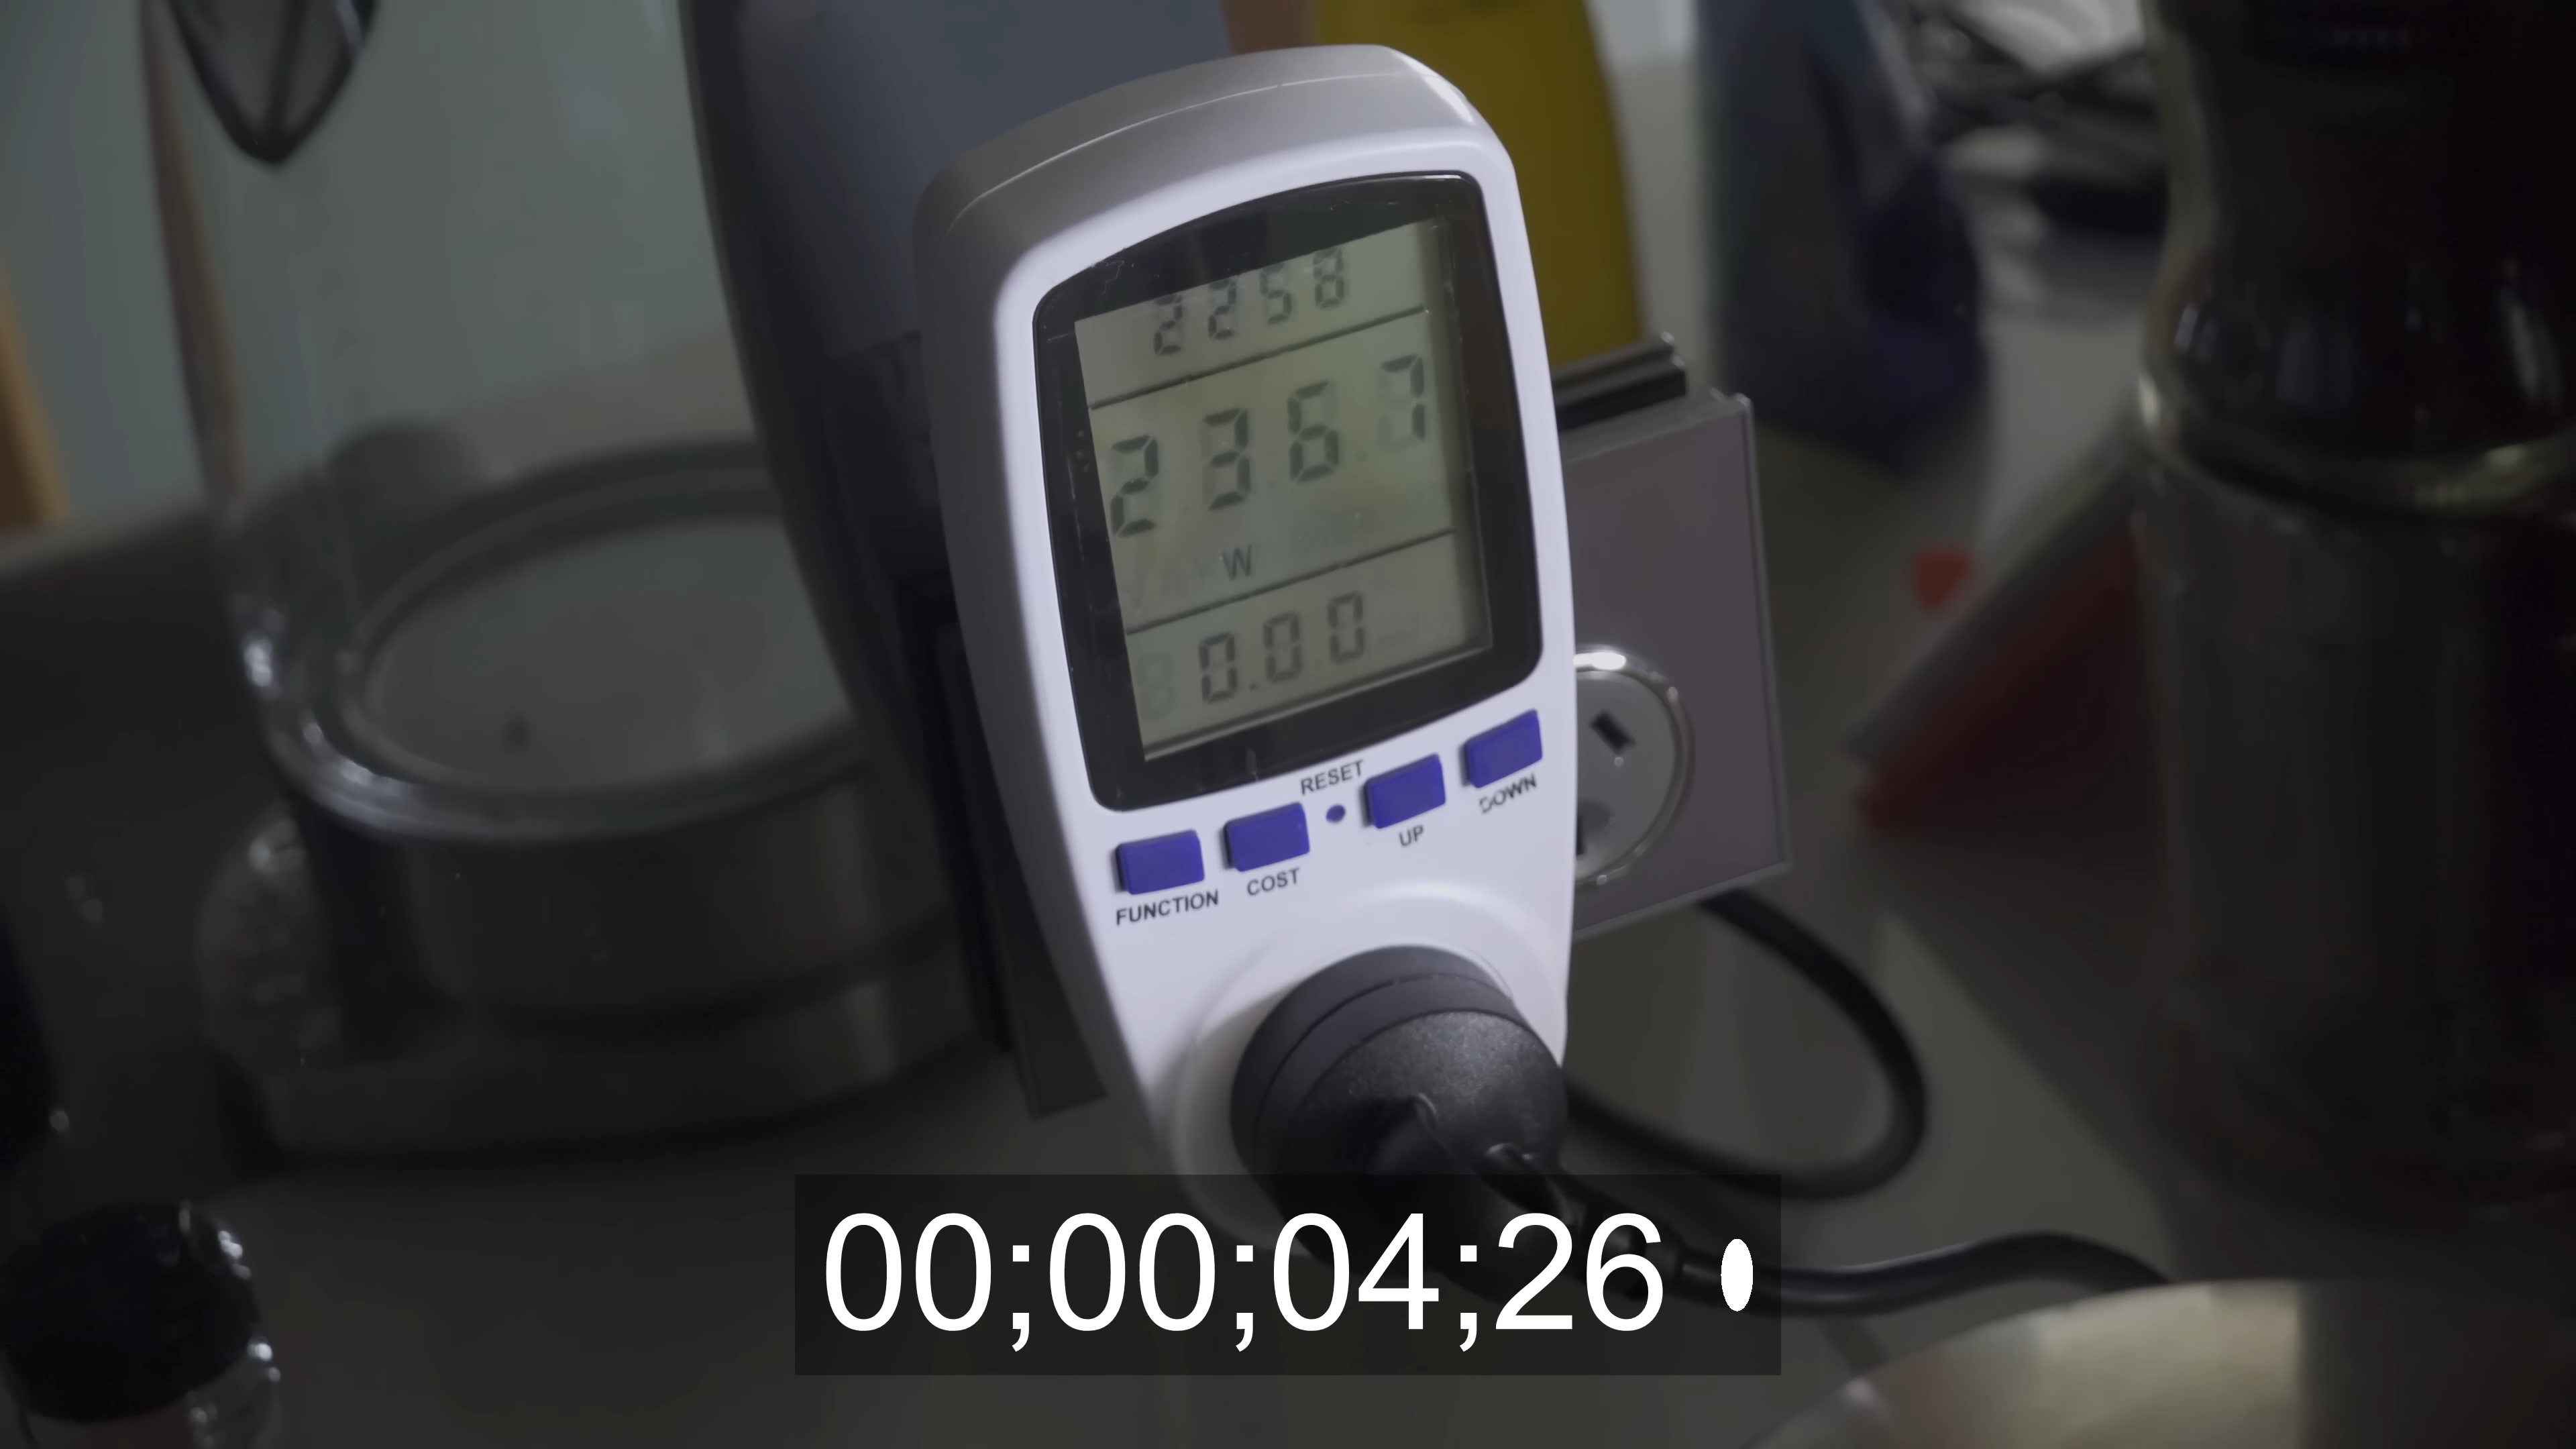 2258
2367
W
0.00
RESET
FUNCTION
COST
UP
DOWN
00;00;04;26